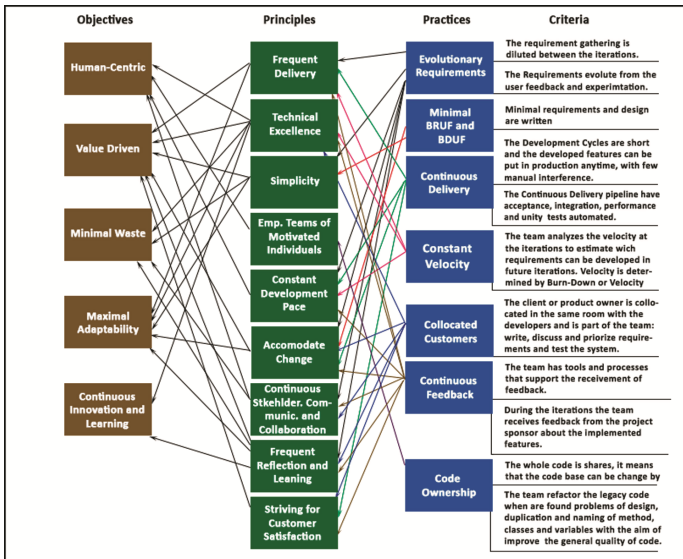 Objectives
Principles
Practices
Criteria
Human-Centric
Value Driven
Minimal Waste
Maximal
Adaptability
Continuous
Innovation and
Learning
Frequent
Delivery
Technical
Excellence
Simplicity
Emp. Teams of
Motivated
Individuals
Constant
Development
Pace
Accomodate
Change
Continuous
Stkehlder. Com-
munic. and
Collaboration
Frequent
Reflection and
Leaning
Striving for
Customer
Satisfaction
Evolutionary
Requirements
Minimal
BRUF and
BDUF
Continuous
Delivery
Constant
Velocity
Collocated
Customers
Continuous
Feedback
Code
Ownership
The requirement gathering is
diluted between the iterations.
The Requirements evolute from the
user feedback and experimtation.
Minimal requirements and design
are written
The Development Cycles are short
and the developed features can be
put in production anytime, with few
manual interference.
The Continuous Delivery pipeline have
acceptance, integration, performance
and unity tests automated.
The team analyzes the velocity at
the iterations to estimate wich
requirements can be developed in
future iterations. Velocity is deter-
mined by Burn-Down or Velocity
The client or product owner is collo-
cated in the same room with the
developers and is part of the team:
write, discuss and priorize require-
ments and test the system.
The team has tools and processes
that support the receivement of
feedback.
During the iterations the team
receives feedback from the project
sponsor about the implemented
features.
The whole code is shares, it means
that the code base can be change by
The team refactor the legacy code
when are found problems of design,
duplication and naming of method,
classes and variables with the aim of
improve the general quality of code.